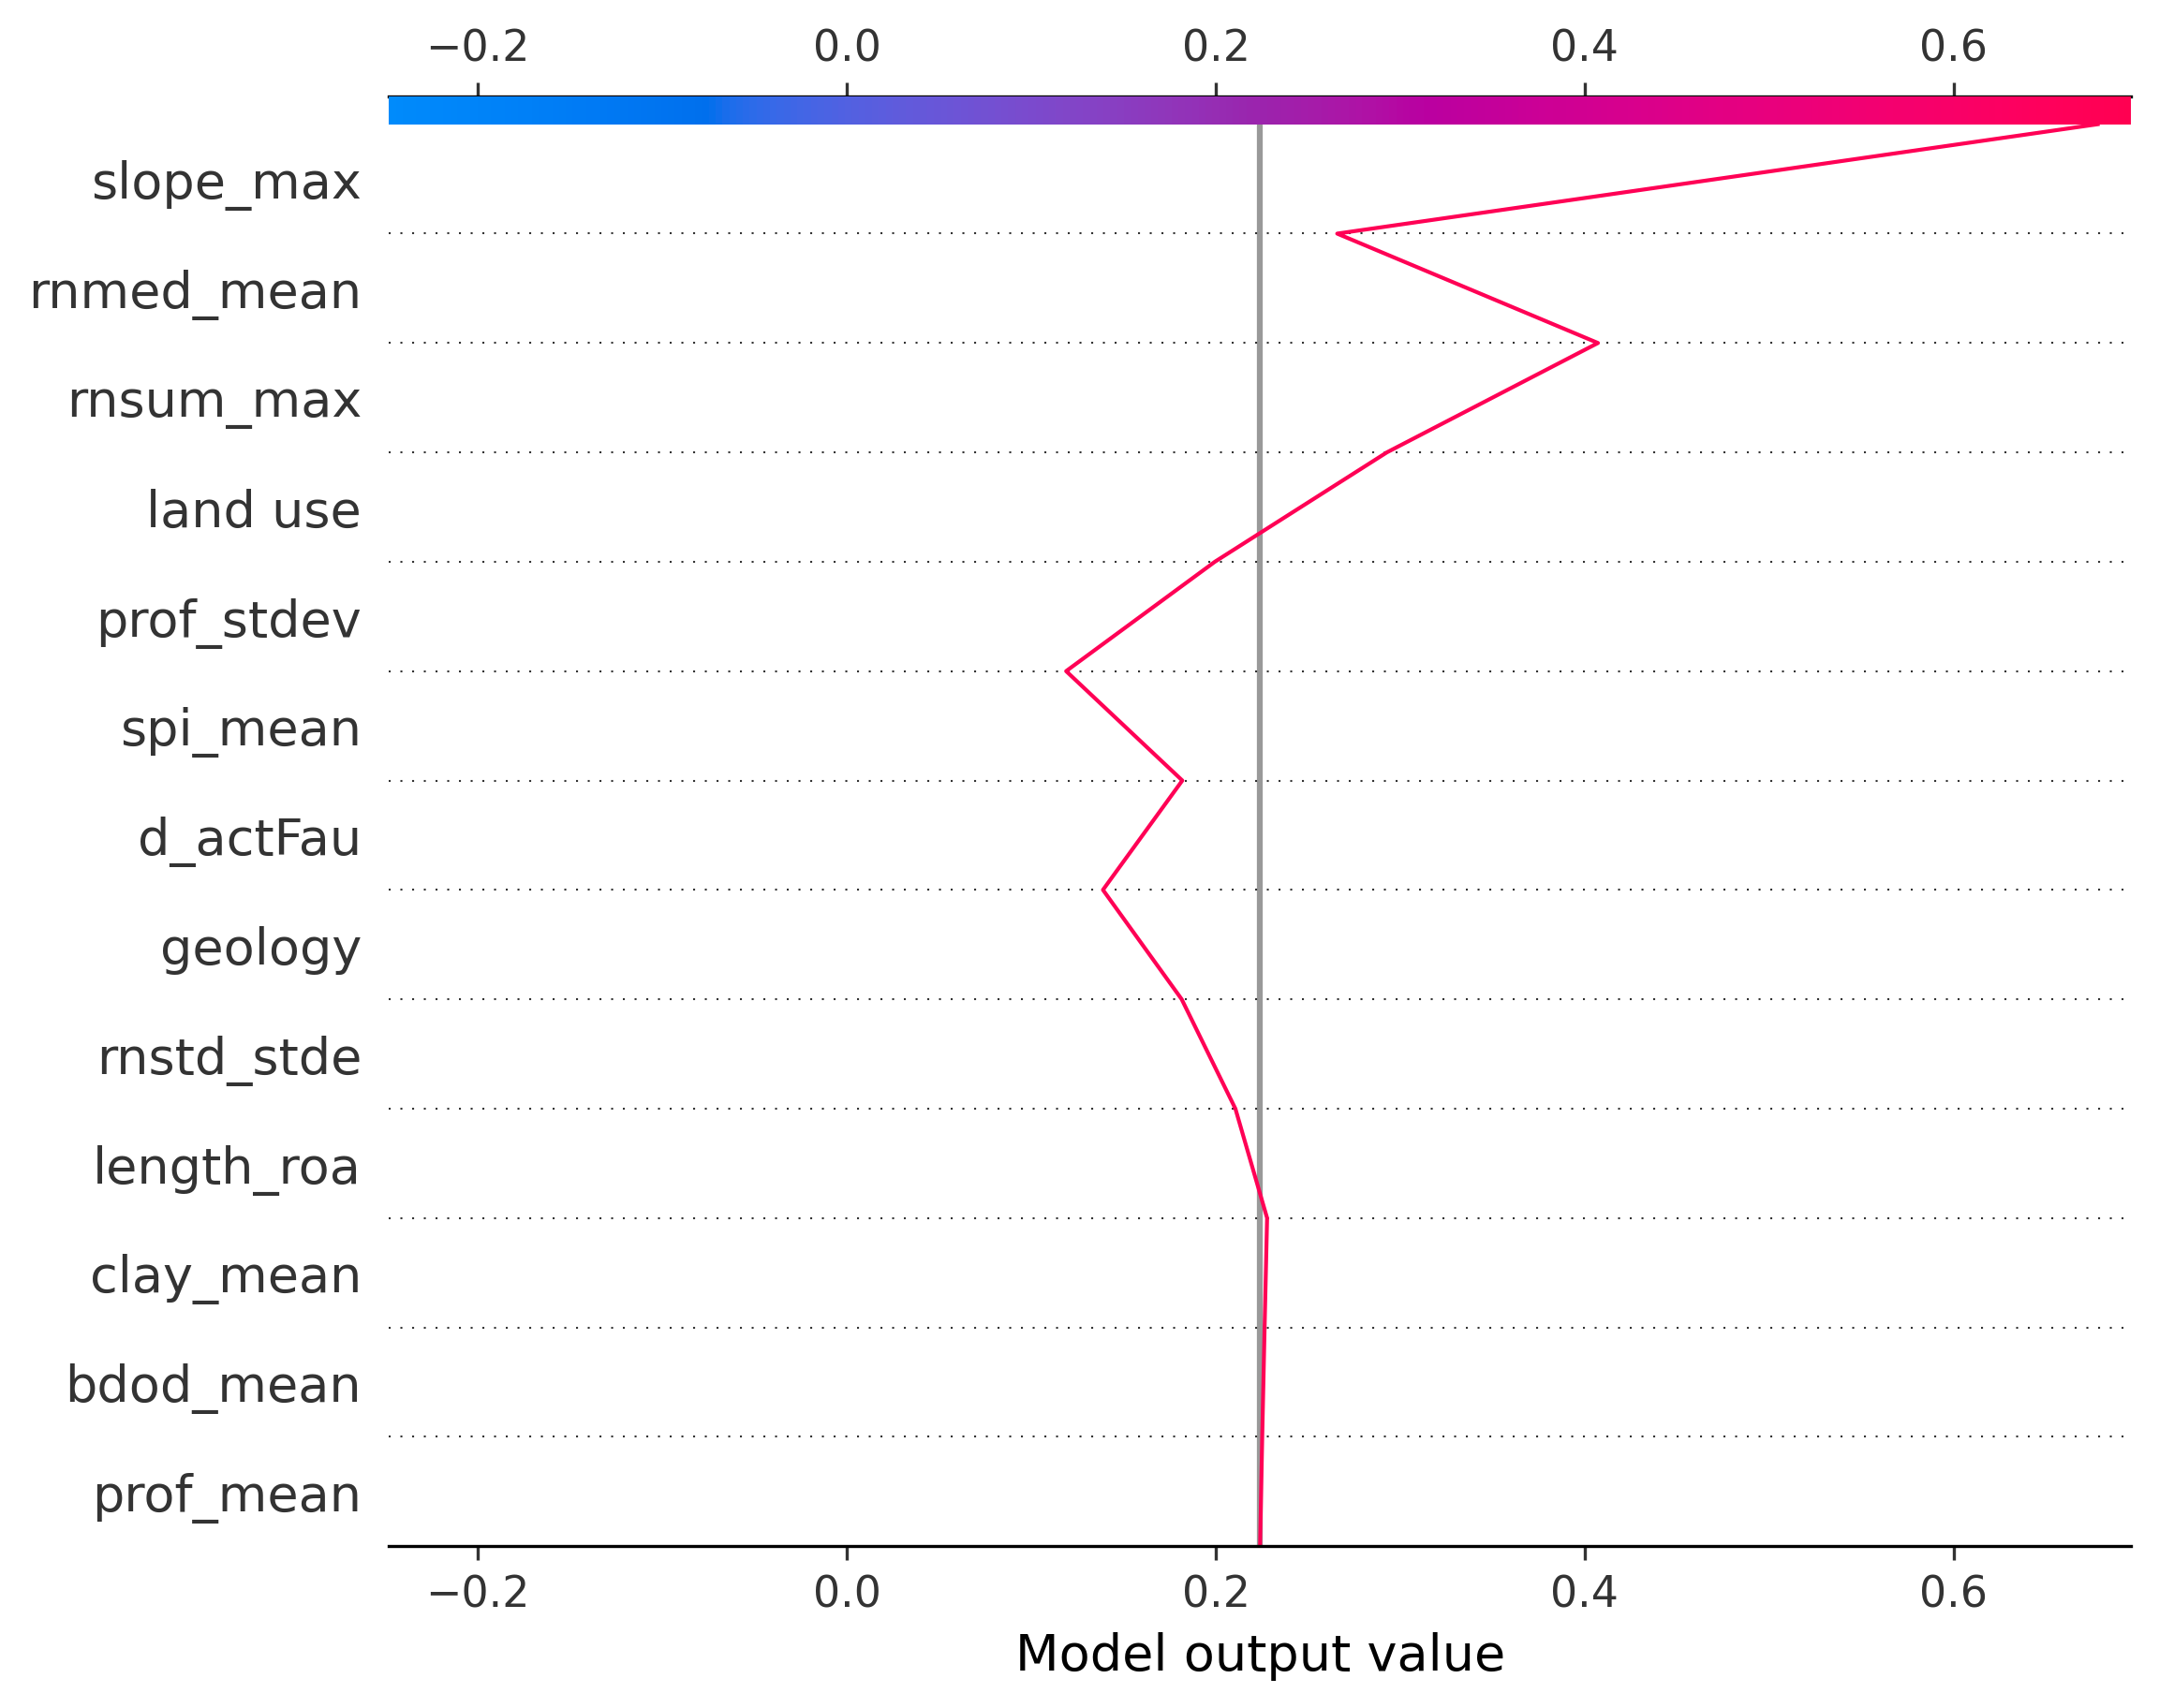 −0.2 0.0 0.2 0.4 0.6
slope_max
rnmed_mean
rnsum_max
land use
prof_stdev
spi_mean
d_actFau
geology
rnstd_stde
length_roa
clay_mean
bdod_mean
prof_mean
−0.2 0.0 0.2 0.4 0.6
Model output value